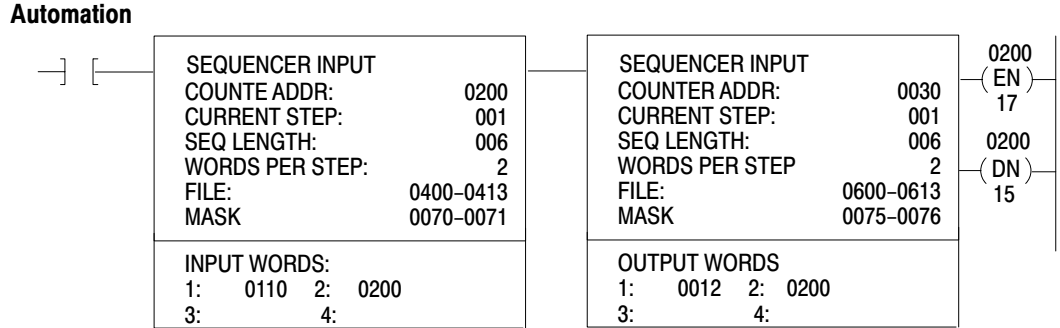 Automation
SEQUENCER INPUT
COUNTE ADDR: 0200
CURRENT STEP: 001
SEQ LENGTH: 006
WORDS PER STEP: 2
FILE: 0400–0413
MASK 0070–0071
INPUT WORDS:
1: 0110 2: 0200
3: 4:
SEQUENCER INPUT
COUNTER ADDR: 0030
CURRENT STEP: 001
SEQ LENGTH: 006
WORDS PER STEP 2
FILE: 0600–0613
MASK 0075–0076
OUTPUT WORDS
1: 0012 2: 0200
3: 4:
0200
EN
17
0200
DN
15